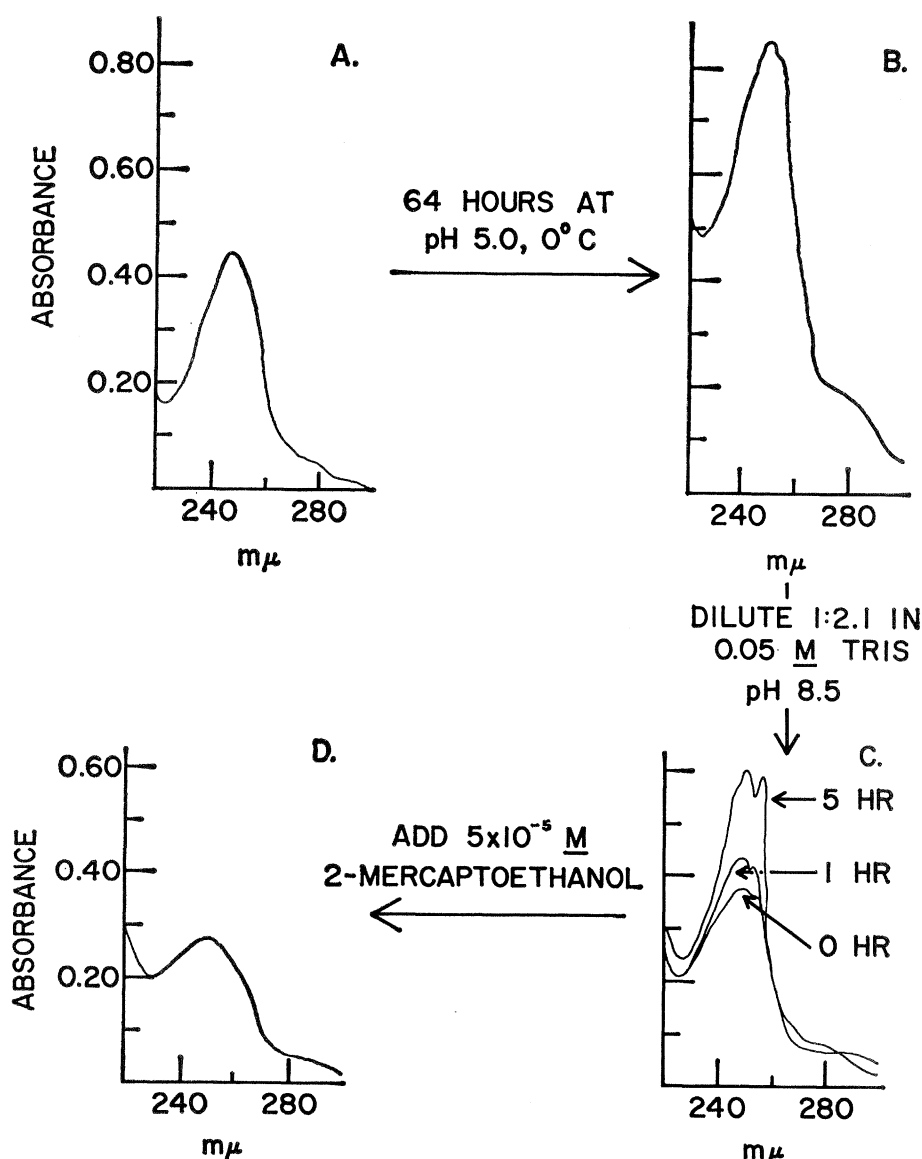 A.
ABSORBANCE
0.80
0.60
0.40
0.20
240 280
mμ
64 HOURS AT
pH 5.0, 0° C
B.
240 280
mμ
DILUTE 1:2.1 IN
0.05 M TRIS
pH 8.5
C.
5 HR
1 HR
0 HR
240 280
mμ
ADD 5x10⁻⁵ M
2-MERCAPTOETHANOL
D.
ABSORBANCE
0.60
0.40
0.20
240 280
mμ